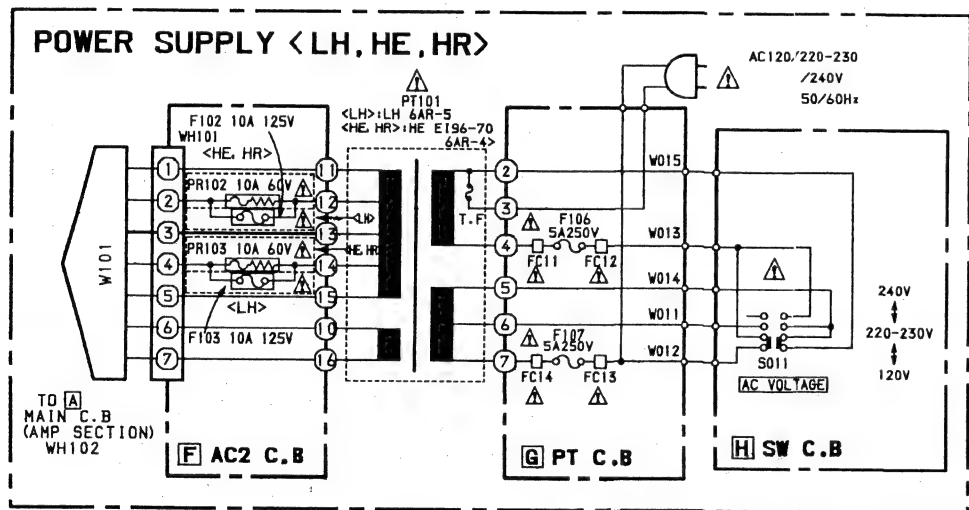 POWER SUPPLY <LH, HE, HR>
AC120/220-230
/240V
50/60Hz
PT101
<LH>:LH 6AR-5
<HE, HR>:HE EI96-70
6AR-4>
F102 10A 125V
WH101
<HE, HR>
PR102 10A 60V
<LH>
<HE, HR>
PR103 10A 60V
<LH>
F103 10A 125V
W101
1
2
3
4
5
6
7
11
12
13
14
15
10
16
2
3
4
5
6
7
T.F
F106
5A250V
FC11
FC12
F107
5A250V
FC14
FC13
W015
W013
W014
W011
W012
240V
220-230V
120V
S011
AC VOLTAGE
TO A
MAIN C.B
(AMP SECTION)
WH102
F AC2 C.B
G PT C.B
H SW C.B